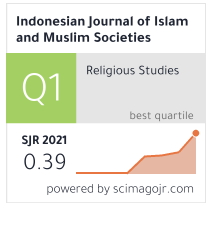 Indonesian Journal of Islam
and Muslim Societies
Q1
Religious Studies
best quartile
SJR 2021
0.39
powered by scimagojr.com